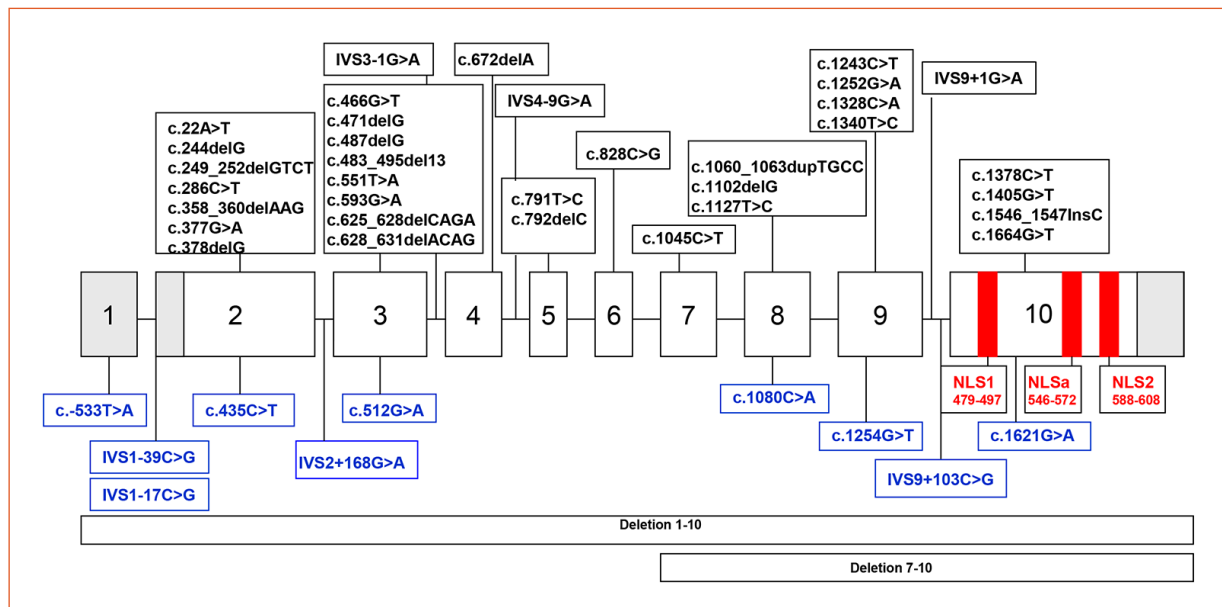 IVS3-1G>A
c.672delA
IVS4-9G>A
c.1243C>T
c.1252G>A
c.1328C>A
c.1340T>C
IVS9+1G>A
c.22A>T
c.244delG
c.249_252delGTCT
c.286C>T
c.358_360delAAG
c.377G>A
c.378delG
c.466G>T
c.471delG
c.487delG
c.483_495del13
c.551T>A
c.593G>A
c.625_628delCAGA
c.628_631delACAG
c.791T>C
c.792delC
c.828C>G
c.1045C>T
c.1060_1063dupTGCC
c.1102delG
c.1127T>C
c.1378C>T
c.1405G>T
c.1546_1547InsC
c.1664G>T
1
2
3
4
5
6
7
8
9
10
c.-533T>A
c.435C>T
c.512G>A
c.1080C>A
NLS1
479-497
NLSa
546-572
NLS2
588-608
IVS1-39C>G
IVS2+168G>A
c.1254G>T
c.1621G>A
IVS1-17C>G
IVS9+103C>G
Deletion 1-10
Deletion 7-10